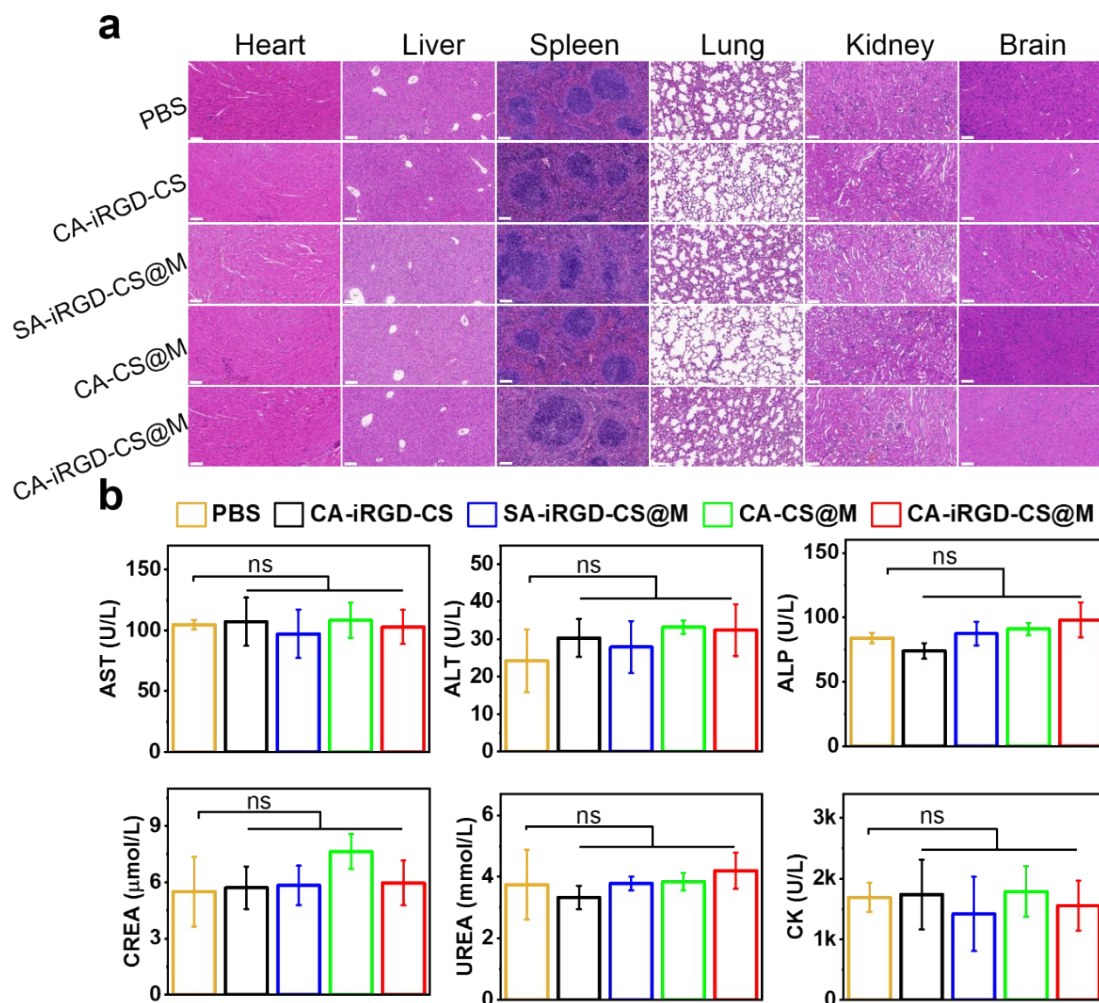 a
Heart Liver Spleen Lung Kidney Brain
PBS
CA-iRGD-CS
SA-iRGD-CS@M
CA-CS@M
CA-iRGD-CS@M
b
PBS CA-iRGD-CS SA-iRGD-CS@M CA-CS@M CA-iRGD-CS@M
AST (U/L)
150
100
50
0
ns
ALT (U/L)
50
40
30
20
10
0
ns
ALP (U/L)
150
100
50
0
ns
CREA (μmol/L)
9
6
3
0
ns
UREA (mmol/L)
6
4
2
0
ns
CK (U/L)
3k
2k
1k
0
ns